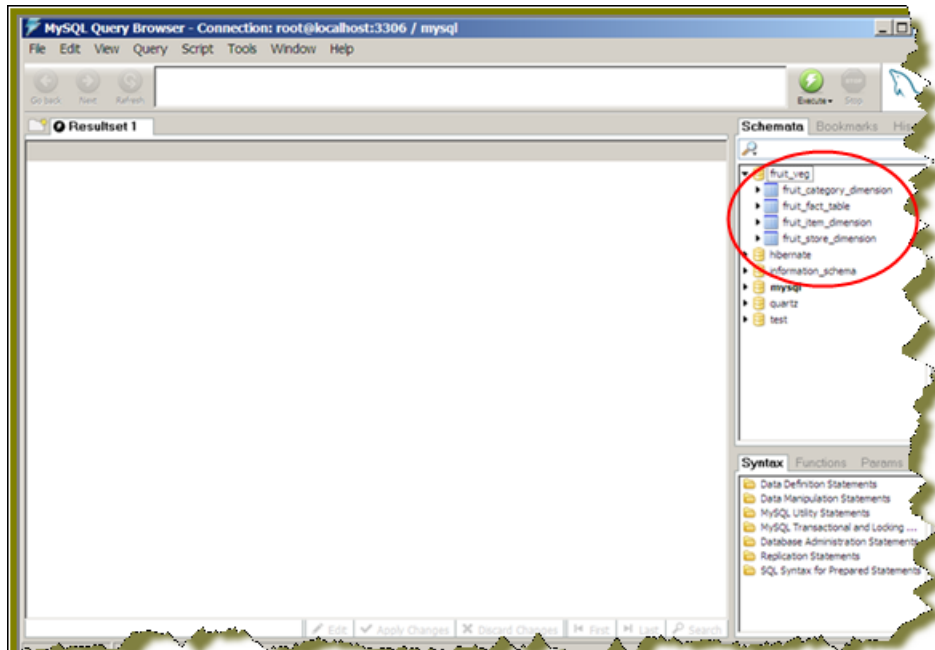 MySQL Query Browser - Connection: root@localhost:3306 / mysql
File Edit View Query Script Tools Window Help
Go back Next Refresh Execute Stop
Resultset 1
Schemata Bookmarks His
fruit_veg
fruit_category_dimension
fruit_fact_table
fruit_item_dimension
fruit_store_dimension
hibernate
information_schema
mysql
quartz
test
Syntax Functions Params
Data Definition Statements
Data Manipulation Statements
MySQL Utility Statements
MySQL Transactional and Locking ...
Database Administration Statements
Replication Statements
SQL Syntax for Prepared Statements
Edit Apply Changes Discard Changes First Last Search